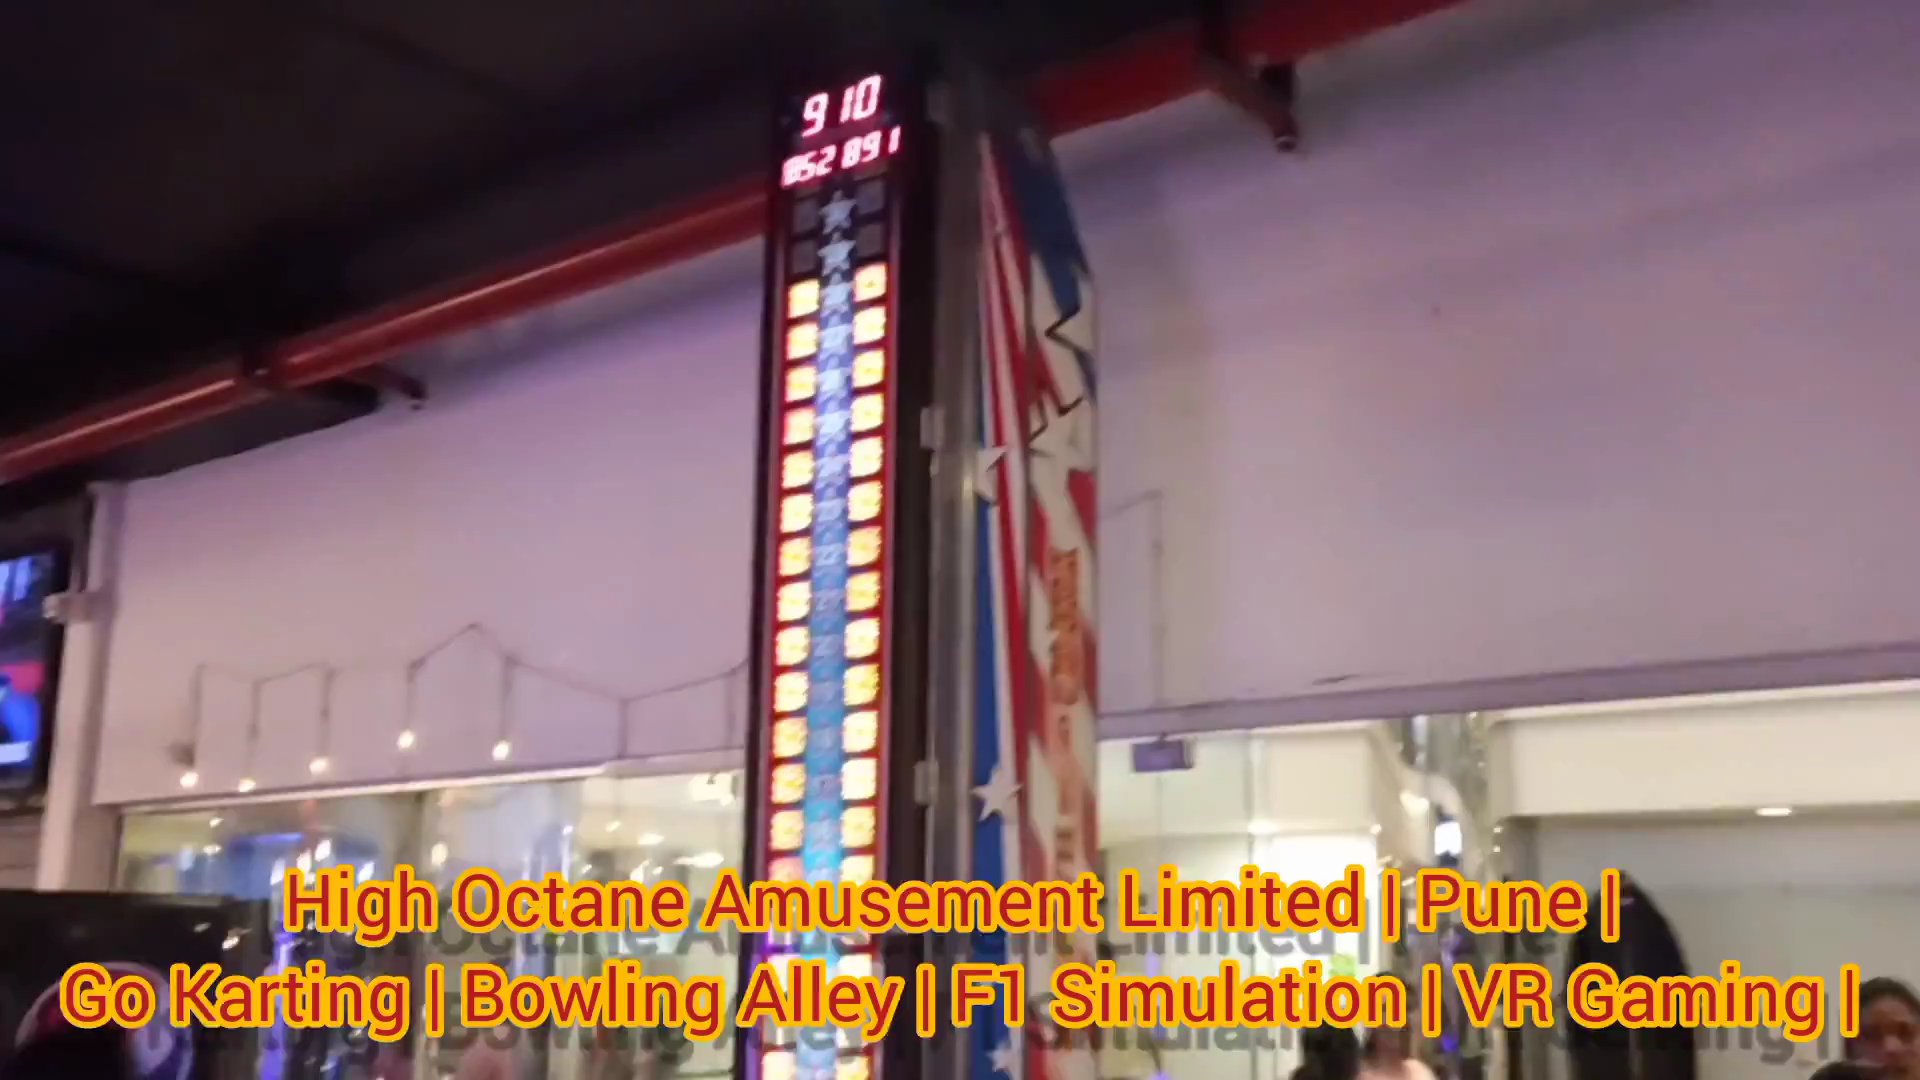 910
High Octane Amusement Limited | Pune |
Go Karting | Bowling Alley | F1 Simulation | VR Gaming |